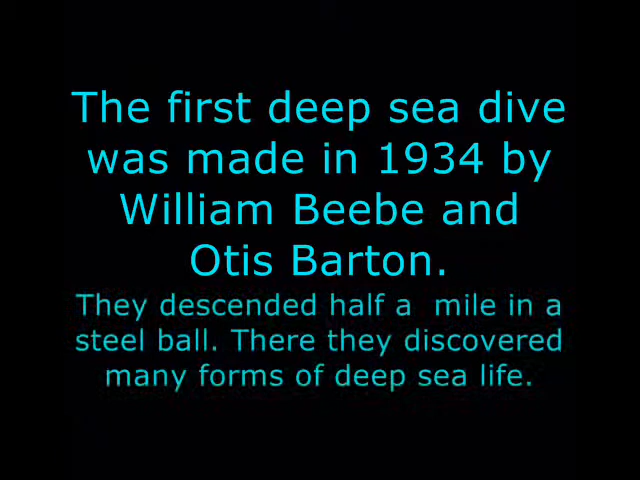 The first deep sea dive
was made in 1934 by
William Beebe and
Otis Barton.
They descended half a  mile in a
steel ball. There they discovered
many forms of deep sea life.